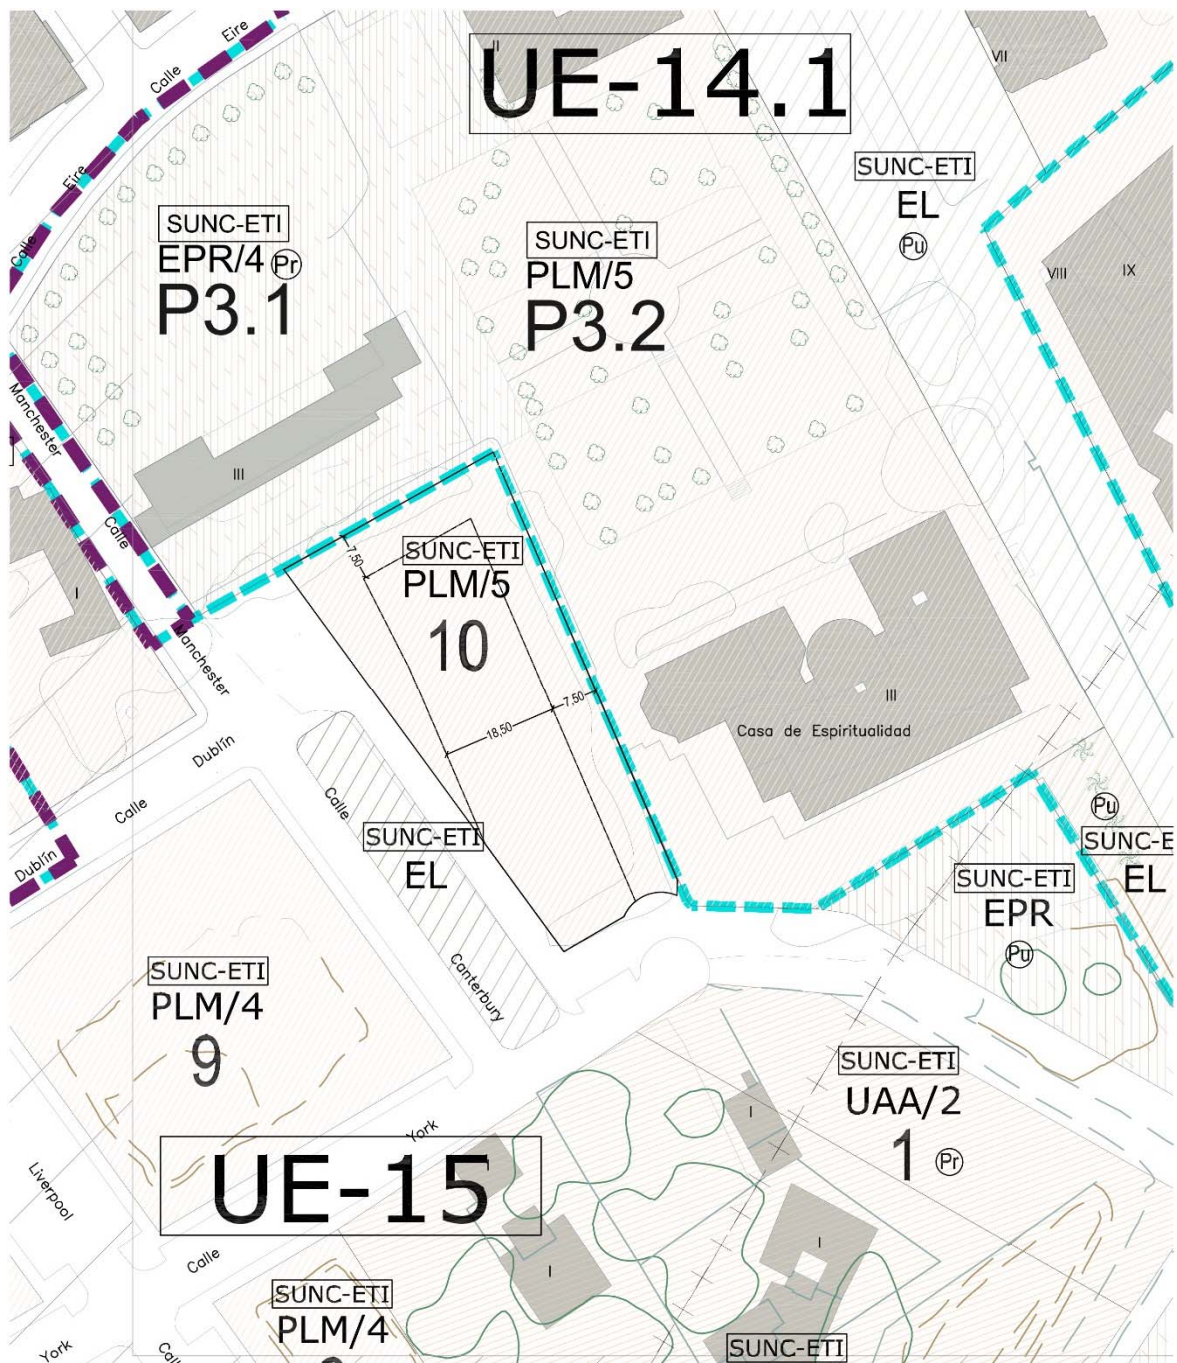 Eire
Calle
II
UE-14.1
VII
Eire
Calle
SUNC-ETI
EPR/4 Pr
P3.1
SUNC-ETI
PLM/5
P3.2
SUNC-ETI
EL
Pu
VIII
IX
Manchester
Calle
III
I
7,50
SUNC-ETI
PLM/5
10
7,50
18,50
III
Casa de Espiritualidad
Manchester
Dublín
Calle
Dublín
Calle
SUNC-ETI
EL
Canterbury
Pu
SUNC-E
EL
SUNC-ETI
EPR
Pu
SUNC-ETI
PLM/4
9
SUNC-ETI
UAA/2
1 Pr
I
York
I
UE-15
Liverpool
Calle
I
I
SUNC-ETI
PLM/4
SUNC-ETI
York